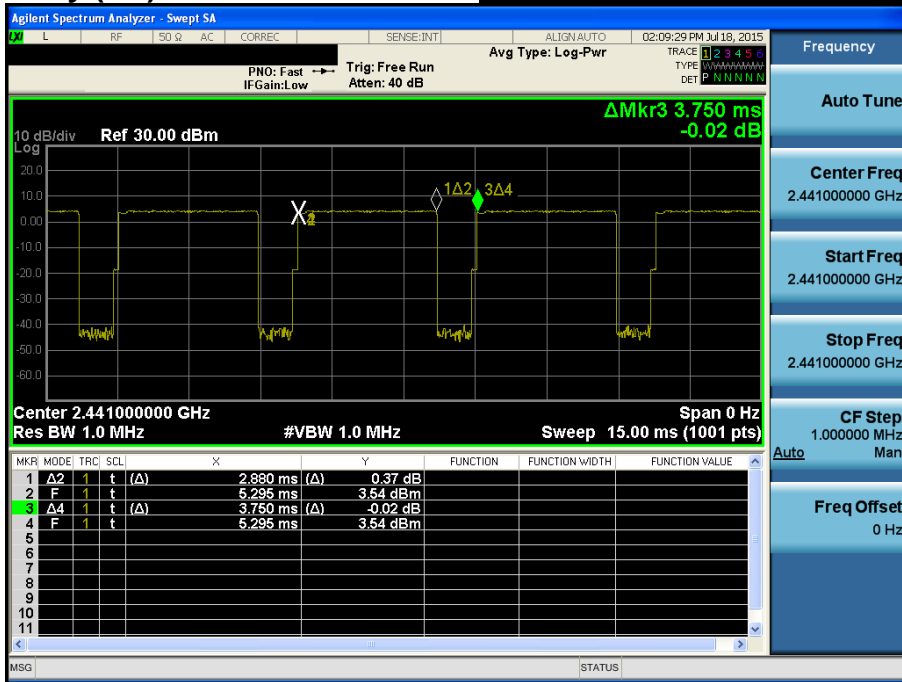 Agilent Spectrum Analyzer - Swept SA
LXI L RF 50 Ω AC CORREC SENSE:INT ALIGN AUTO 02:09:29 PM Jul 18, 2015
Avg Type: Log-Pwr
TRACE 1 2 3 4 5 6
TYPE
DET P N N N N N
PNO: Fast
IFGain:Low
Trig: Free Run
Atten: 40 dB
ΔMkr3 3.750 ms
-0.02 dB
10 dB/div Ref 30.00 dBm
Log
20.0
10.0
0.00
-10.0
-20.0
-30.0
-40.0
-50.0
-60.0
1Δ2
3Δ4
X
Center 2.441000000 GHz
Span 0 Hz
Res BW 1.0 MHz
#VBW 1.0 MHz
Sweep 15.00 ms (1001 pts)
MKR MODE TRC SCL X Y FUNCTION FUNCTION WIDTH FUNCTION VALUE
1 Δ2 1 t (Δ) 2.880 ms (Δ) 0.37 dB
2 F 1 t 5.295 ms 3.54 dBm
3 Δ4 1 t (Δ) 3.750 ms (Δ) -0.02 dB
4 F 1 t 5.295 ms 3.54 dBm
5
6
7
8
9
10
11
MSG
STATUS
Frequency
Auto Tune
Center Freq
2.441000000 GHz
Start Freq
2.441000000 GHz
Stop Freq
2.441000000 GHz
CF Step
1.000000 MHz
Auto Man
Freq Offset
0 Hz